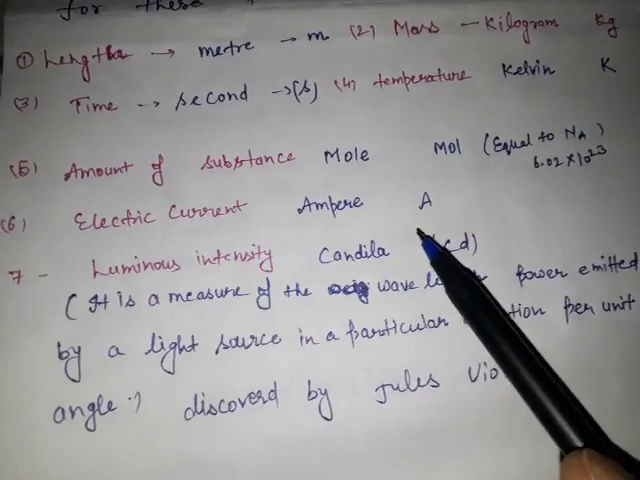 for these
① Length → metre → m (2) Mass - Kilogram Kg
(3) Time → second → (s) (4) temperature Kelvin K
(5) Amount of substance Mole Mol (Equal to NA)
6.02×10²³
(6) Electric Current Ampere A
7 - Luminous intensity Candila (cd)
( It is a measure of the wave power emitted
by a light source in a particular per unit
angle.) discoverd by Jules Vio